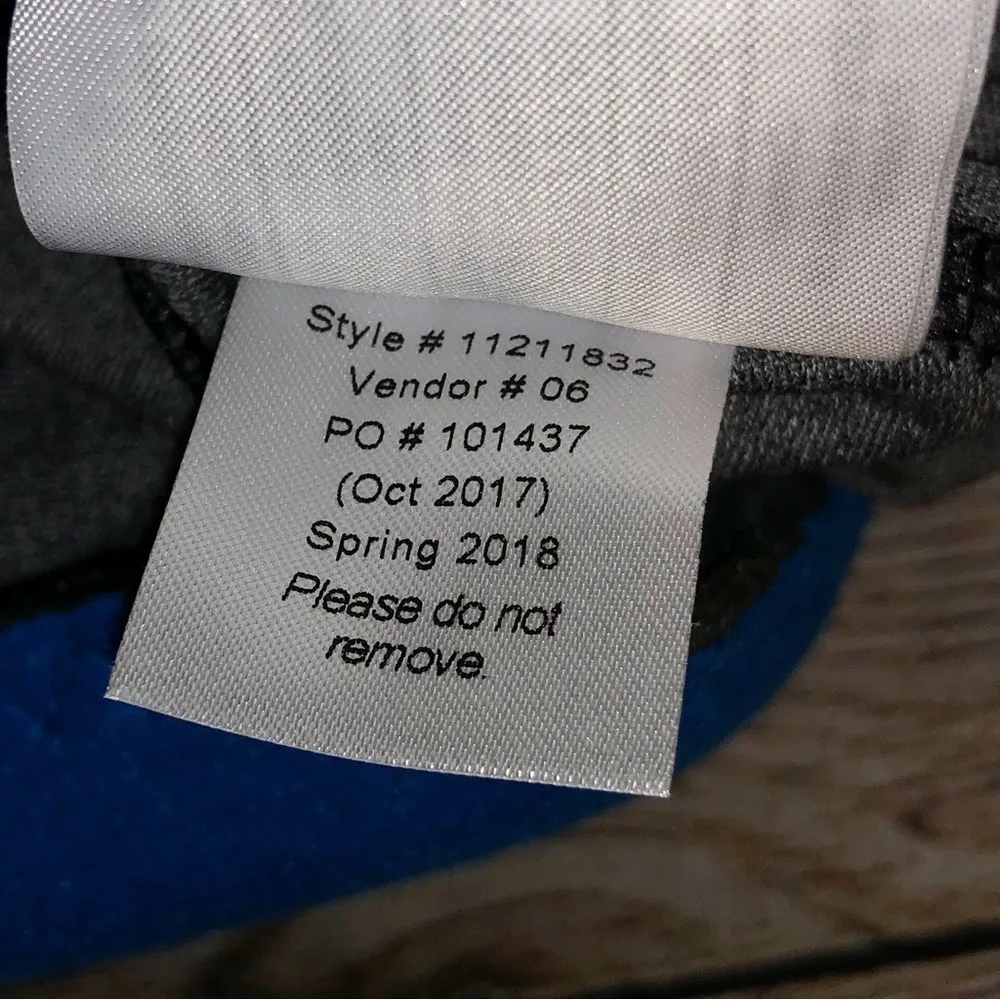 Style # 11211832
Vendor # 06
PO # 101437
(Oct 2017)
Spring 2018
Please do not
remove.